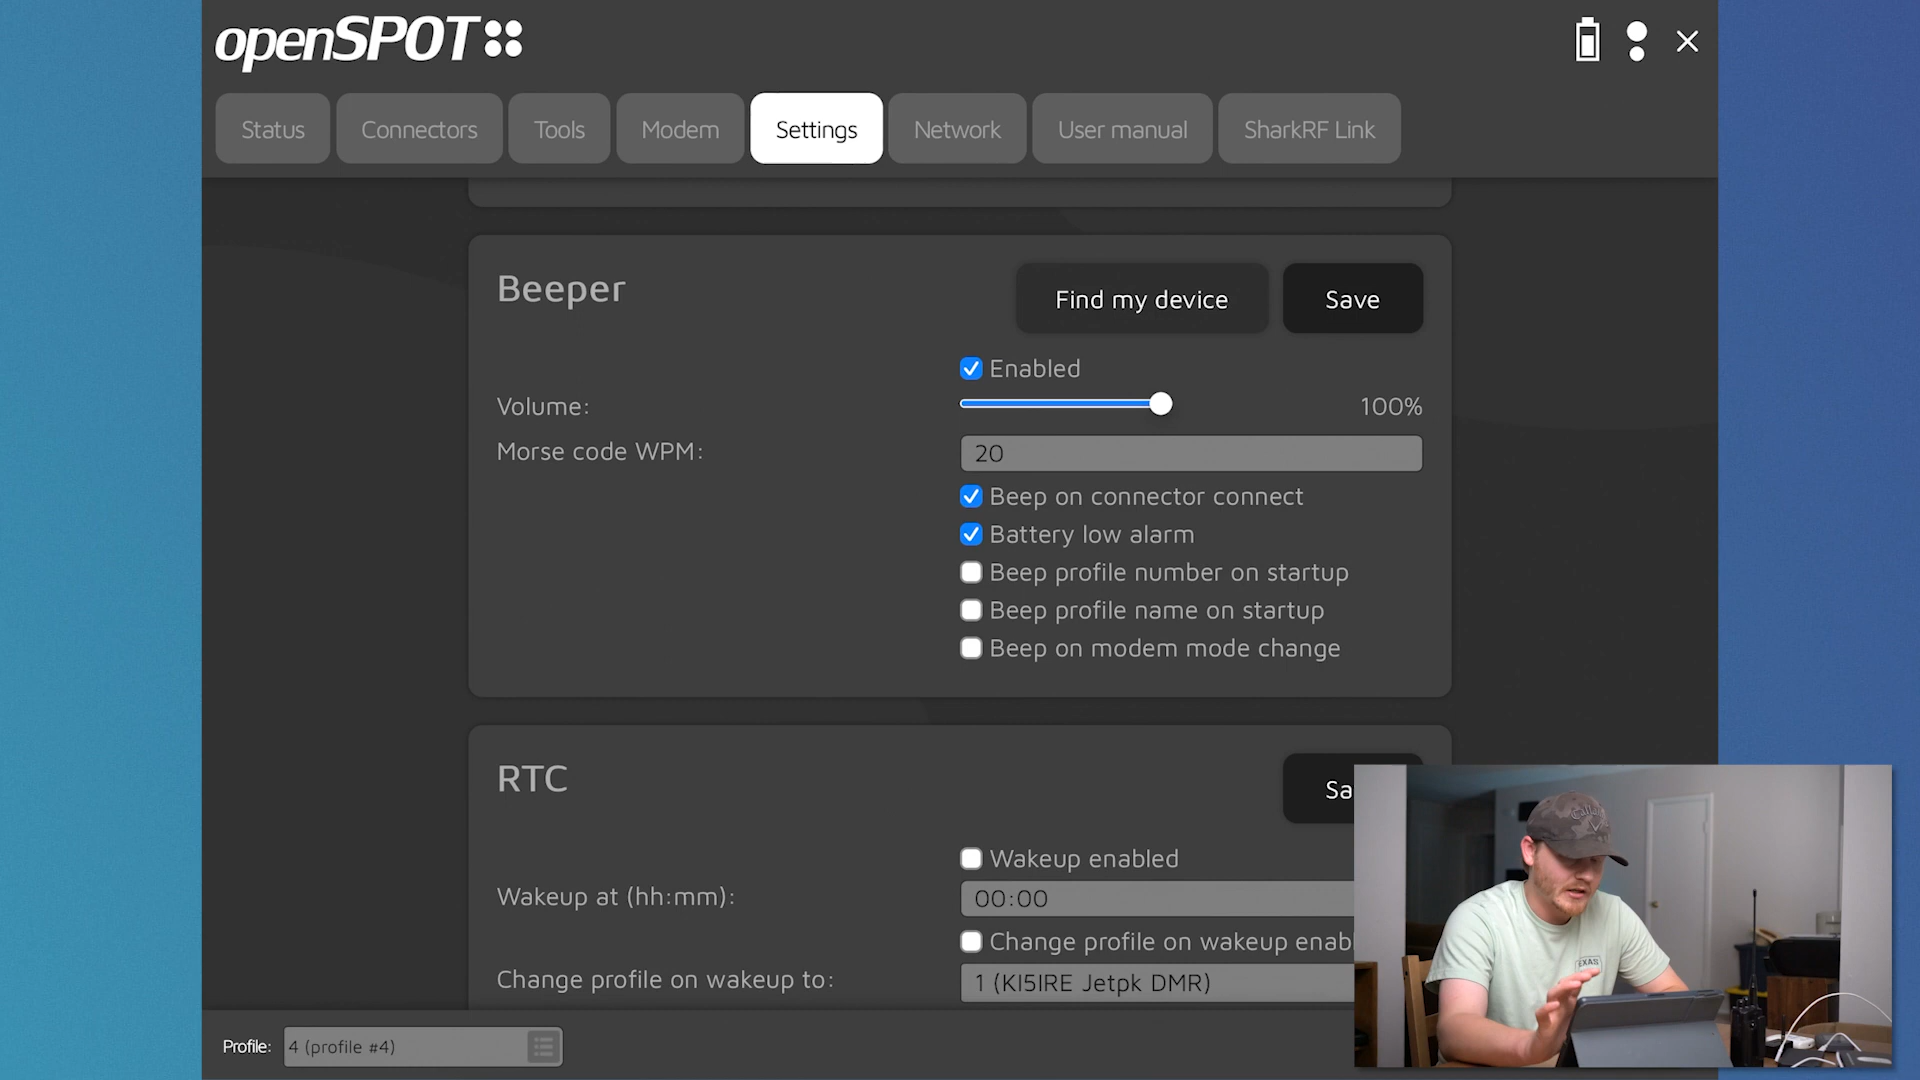 openSPOT
Status Connectors Tools Modem Settings Network User manual SharkRF Link
Beeper Find my device Save
Enabled
Volume: 100%
Morse code WPM: 20
Beep on connector connect
Battery low alarm
Beep profile number on startup
Beep profile name on startup
Beep on modem mode change
RTC Sa
Wakeup enabled
Wakeup at (hh:mm): 00:00
Change profile on wakeup enabl
Change profile on wakeup to: 1 (KI5IRE Jetpk DMR)
Profile: 4 (profile #4)
EXAS